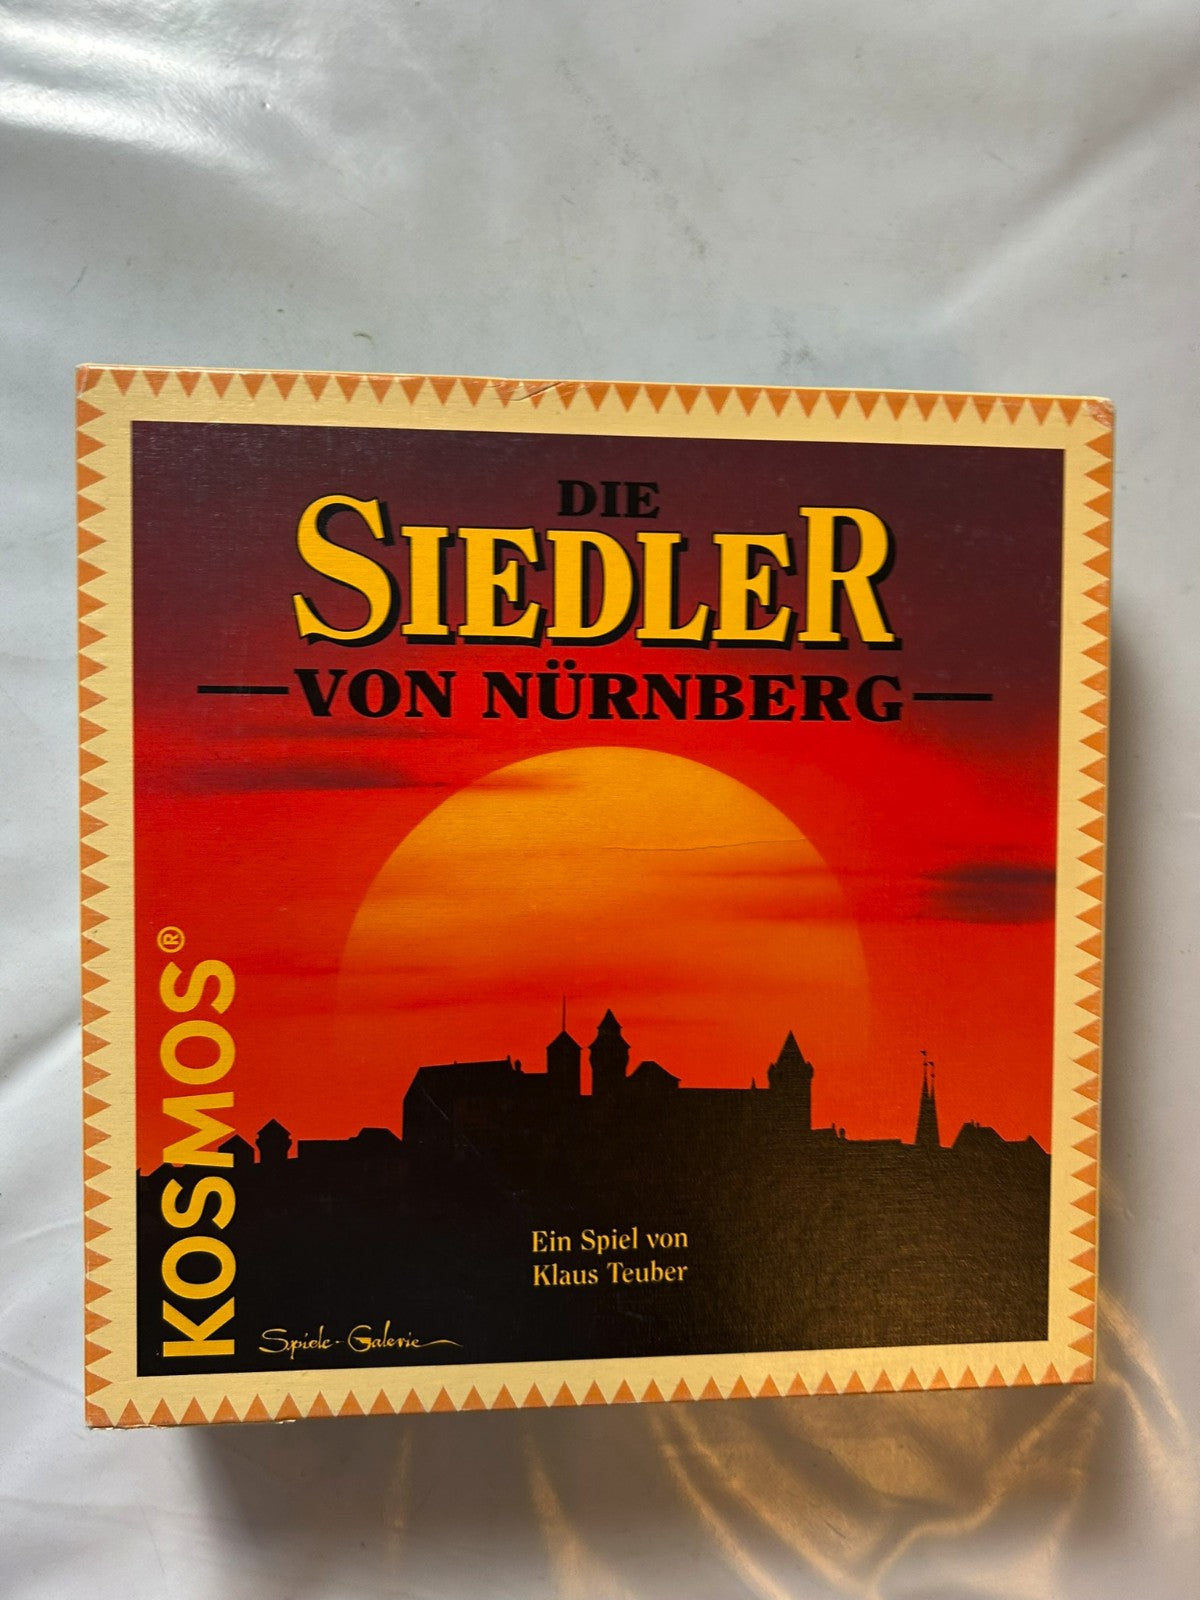 DIE
SIEDLER
VON NÜRNBERG
KOSMOS®
Ein Spiel von
Klaus Teuber
Spiele-Galerie